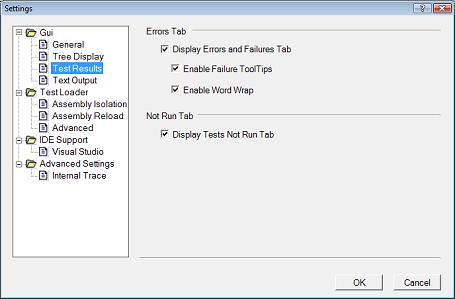 Settings
Gui
General
Tree Display
Test Results
Text Output
Test Loader
Assembly Isolation
Assembly Reload
Advanced
IDE Support
Visual Studio
Advanced Settings
Internal Trace
Errors Tab
Display Errors and Failures Tab
Enable Failure ToolTips
Enable Word Wrap
Not Run Tab
Display Tests Not Run Tab
OK
Cancel